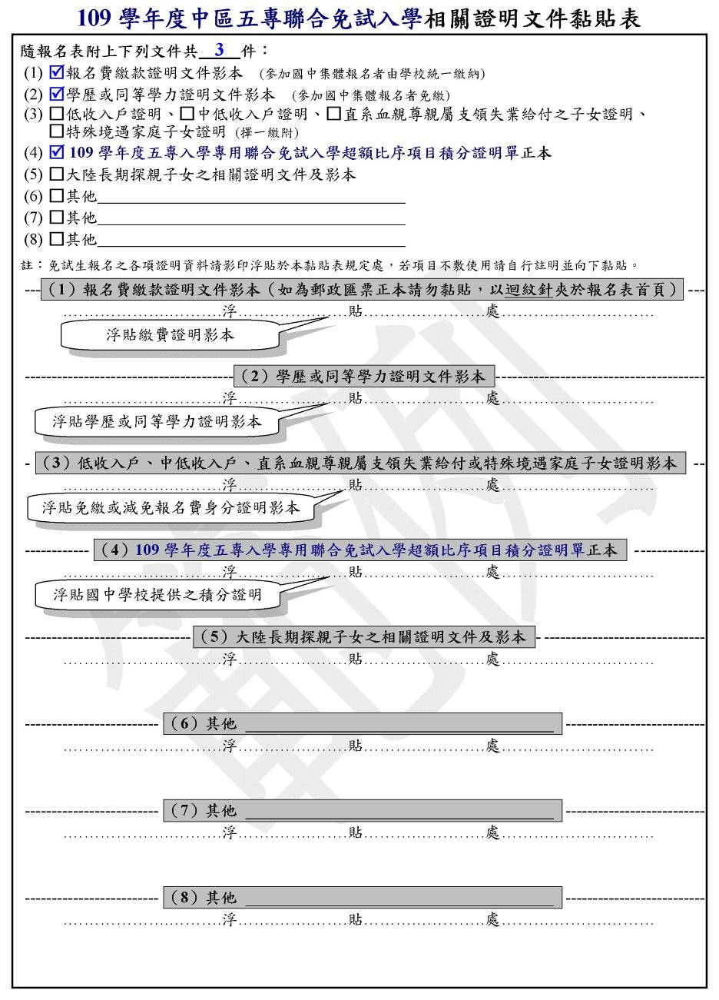 109 學年度中區五專聯合免試入學相關證明文件黏貼表
隨報名表附上下列文件共 3 件：
(1) ☑報名費繳款證明文件影本 (參加國中集體報名者由學校統一繳納)
(2) ☑學歷或同等學力證明文件影本 (參加國中集體報名者免繳)
(3) □低收入戶證明、□中低收入戶證明、□直系血親尊親屬支領失業給付之子女證明、
□特殊境遇家庭子女證明 (擇一繳附)
(4) ☑ 109 學年度五專入學專用聯合免試入學超額比序項目積分證明單正本
(5) □大陸長期探親子女之相關證明文件及影本
(6) □其他
(7) □其他
(8) □其他
註：免試生報名之各項證明資料請影印浮貼於本黏貼表規定處，若項目不敷使用請自行註明並向下黏貼。
（1）報名費繳款證明文件影本（如為郵政匯票正本請勿黏貼，以迴紋針夾於報名表首頁）
浮 貼 處
浮貼繳費證明影本
（2）學歷或同等學力證明文件影本
浮 貼 處
浮貼學歷或同等學力證明影本
（3）低收入戶、中低收入戶、直系血親尊親屬支領失業給付或特殊境遇家庭子女證明影本
浮 貼 處
浮貼免繳或減免報名費身分證明影本
（4）109 學年度五專入學專用聯合免試入學超額比序項目積分證明單正本
浮 貼 處
浮貼國中學校提供之積分證明
（5）大陸長期探親子女之相關證明文件及影本
浮 貼 處
（6）其他
浮 貼 處
（7）其他
浮 貼 處
（8）其他
浮 貼 處
範例